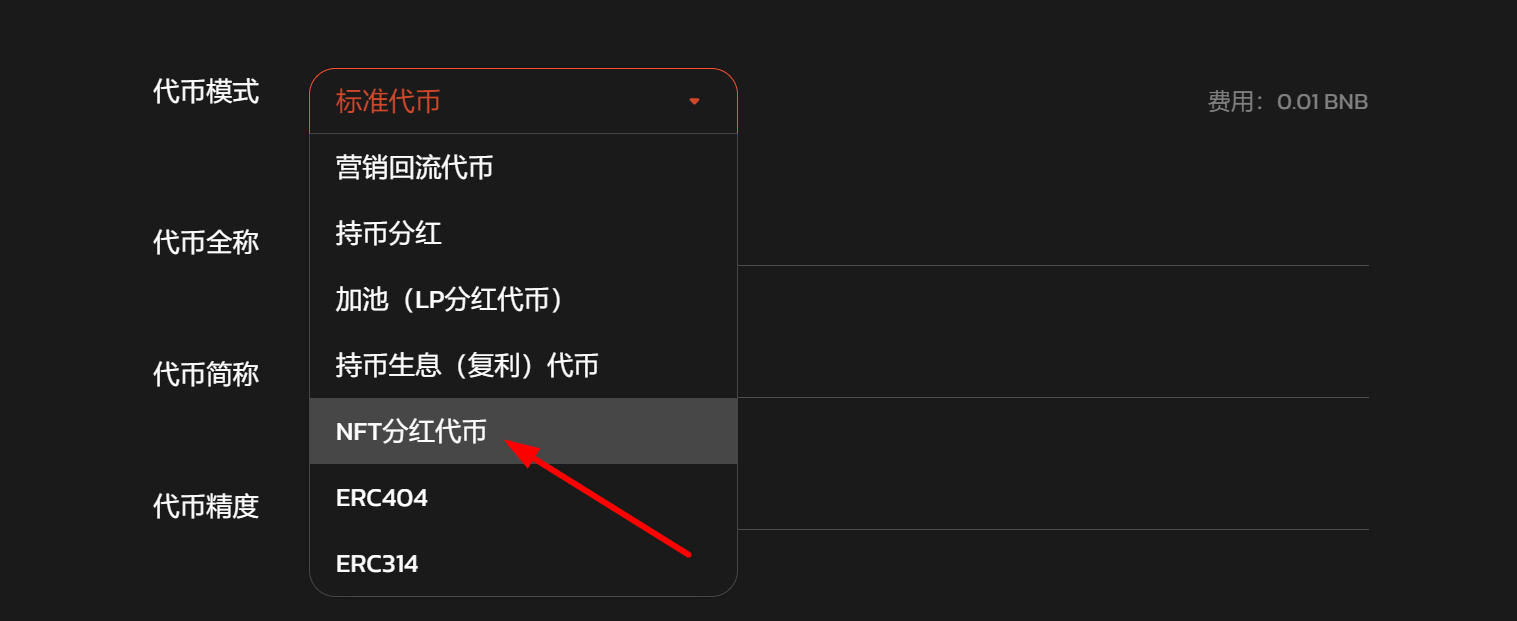 代币模式
标准代币
费用：0.01 BNB
营销回流代币
持币分红
代币全称
加池（LP分红代币）
持币生息（复利）代币
代币简称
NFT分红代币
ERC404
代币精度
ERC314